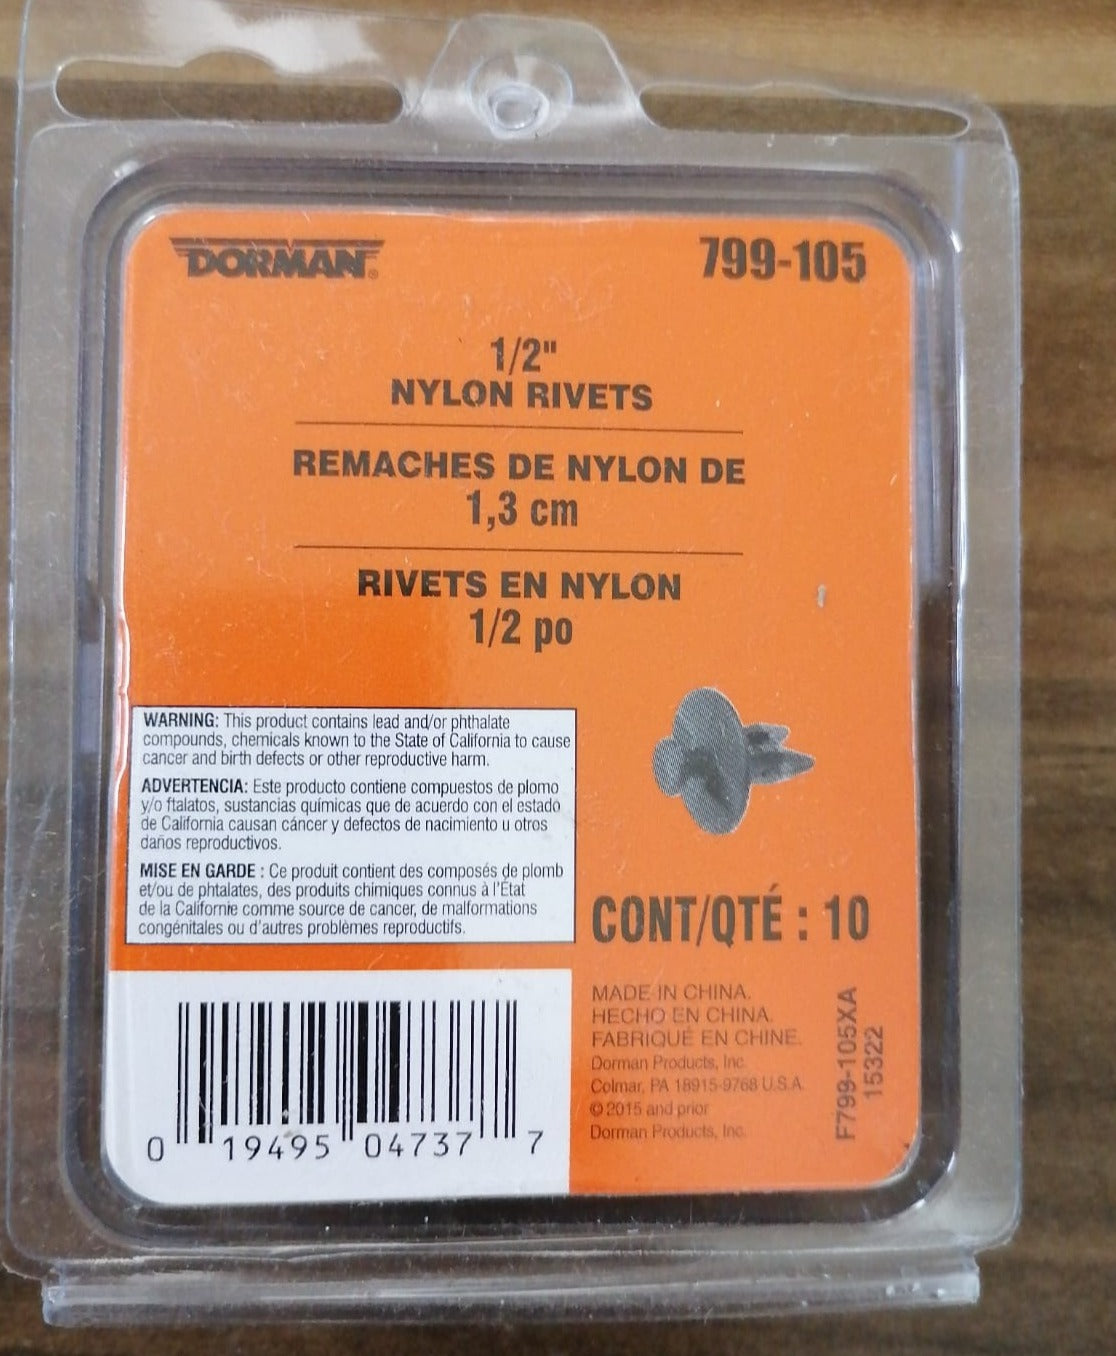 DORMAN®
799-105
1/2"
NYLON RIVETS
REMACHES DE NYLON DE
1,3 cm
RIVETS EN NYLON
1/2 po
WARNING: This product contains lead and/or phthalate
compounds, chemicals known to the State of California to cause
cancer and birth defects or other reproductive harm.
ADVERTENCIA: Este producto contiene compuestos de plomo
y/o ftalatos, sustancias químicas que de acuerdo con el estado
de California causan cáncer y defectos de nacimiento u otros
daños reproductivos.
MISE EN GARDE : Ce produit contient des composés de plomb
et/ou de phtalates, des produits chimiques connus à l'État
de la Californie comme source de cancer, de malformations
congénitales ou d'autres problèmes reproductifs.
CONT/QTÉ : 10
MADE IN CHINA.
HECHO EN CHINA.
FABRIQUÉ EN CHINE.
Dorman Products, Inc.
Colmar, PA 18915-9768 U.S.A.
© 2015 and prior
Dorman Products, Inc.
F799-105XA
15322
0 19495 04737 7